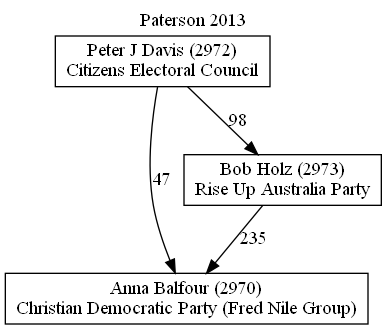 Paterson 2013
Peter J Davis (2972)
Citizens Electoral Council
98
Bob Holz (2973)
Rise Up Australia Party
47
235
Anna Balfour (2970)
Christian Democratic Party (Fred Nile Group)